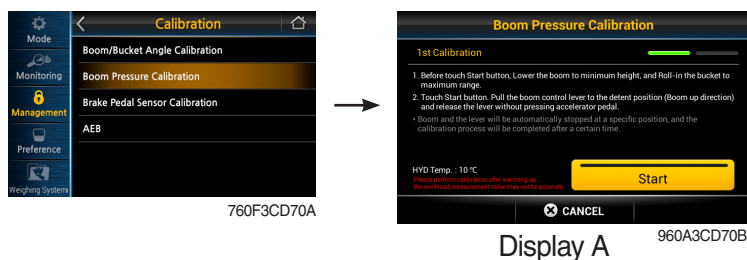 Mode
Monitoring
Management
Preference
Weighing System
Calibration
Boom/Bucket Angle Calibration
Boom Pressure Calibration
Brake Pedal Sensor Calibration
AEB
760F3CD70A
Boom Pressure Calibration
1st Calibration
1. Before touch Start button, Lower the boom to minimum height, and Roll-in the bucket to
maximum range.
2. Touch Start button. Pull the boom control lever to the detent position (Boom up direction)
and release the lever without pressing accelerator pedal.
• Boom and the lever will be automatically stopped at a specific position, and the
calibration process will be completed after a certain time.
HYD Temp. : 10 ℃
Please perform calibration after warming up.
the workload measurement value may not be accurate.
Start
CANCEL
Display A
960A3CD70B